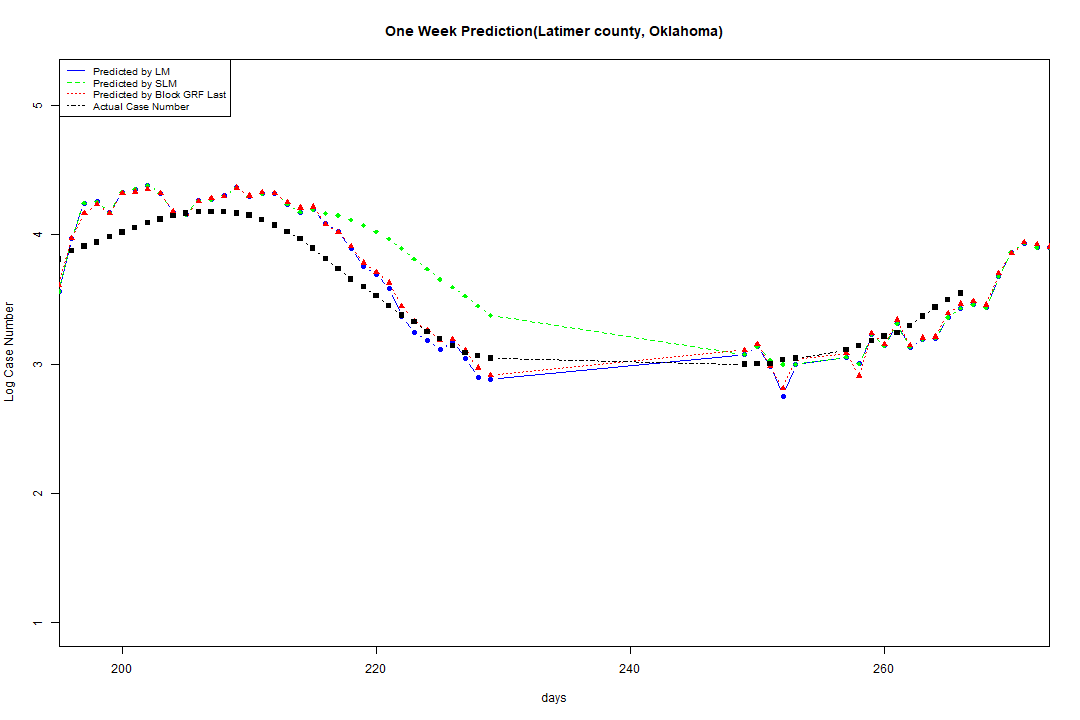 One Week Prediction(Latimer county, Oklahoma)
Predicted by LM
Predicted by SLM
Predicted by Block GRF Last
Actual Case Number
5
4
3
2
1
Log Case Number
200
220
240
260
days